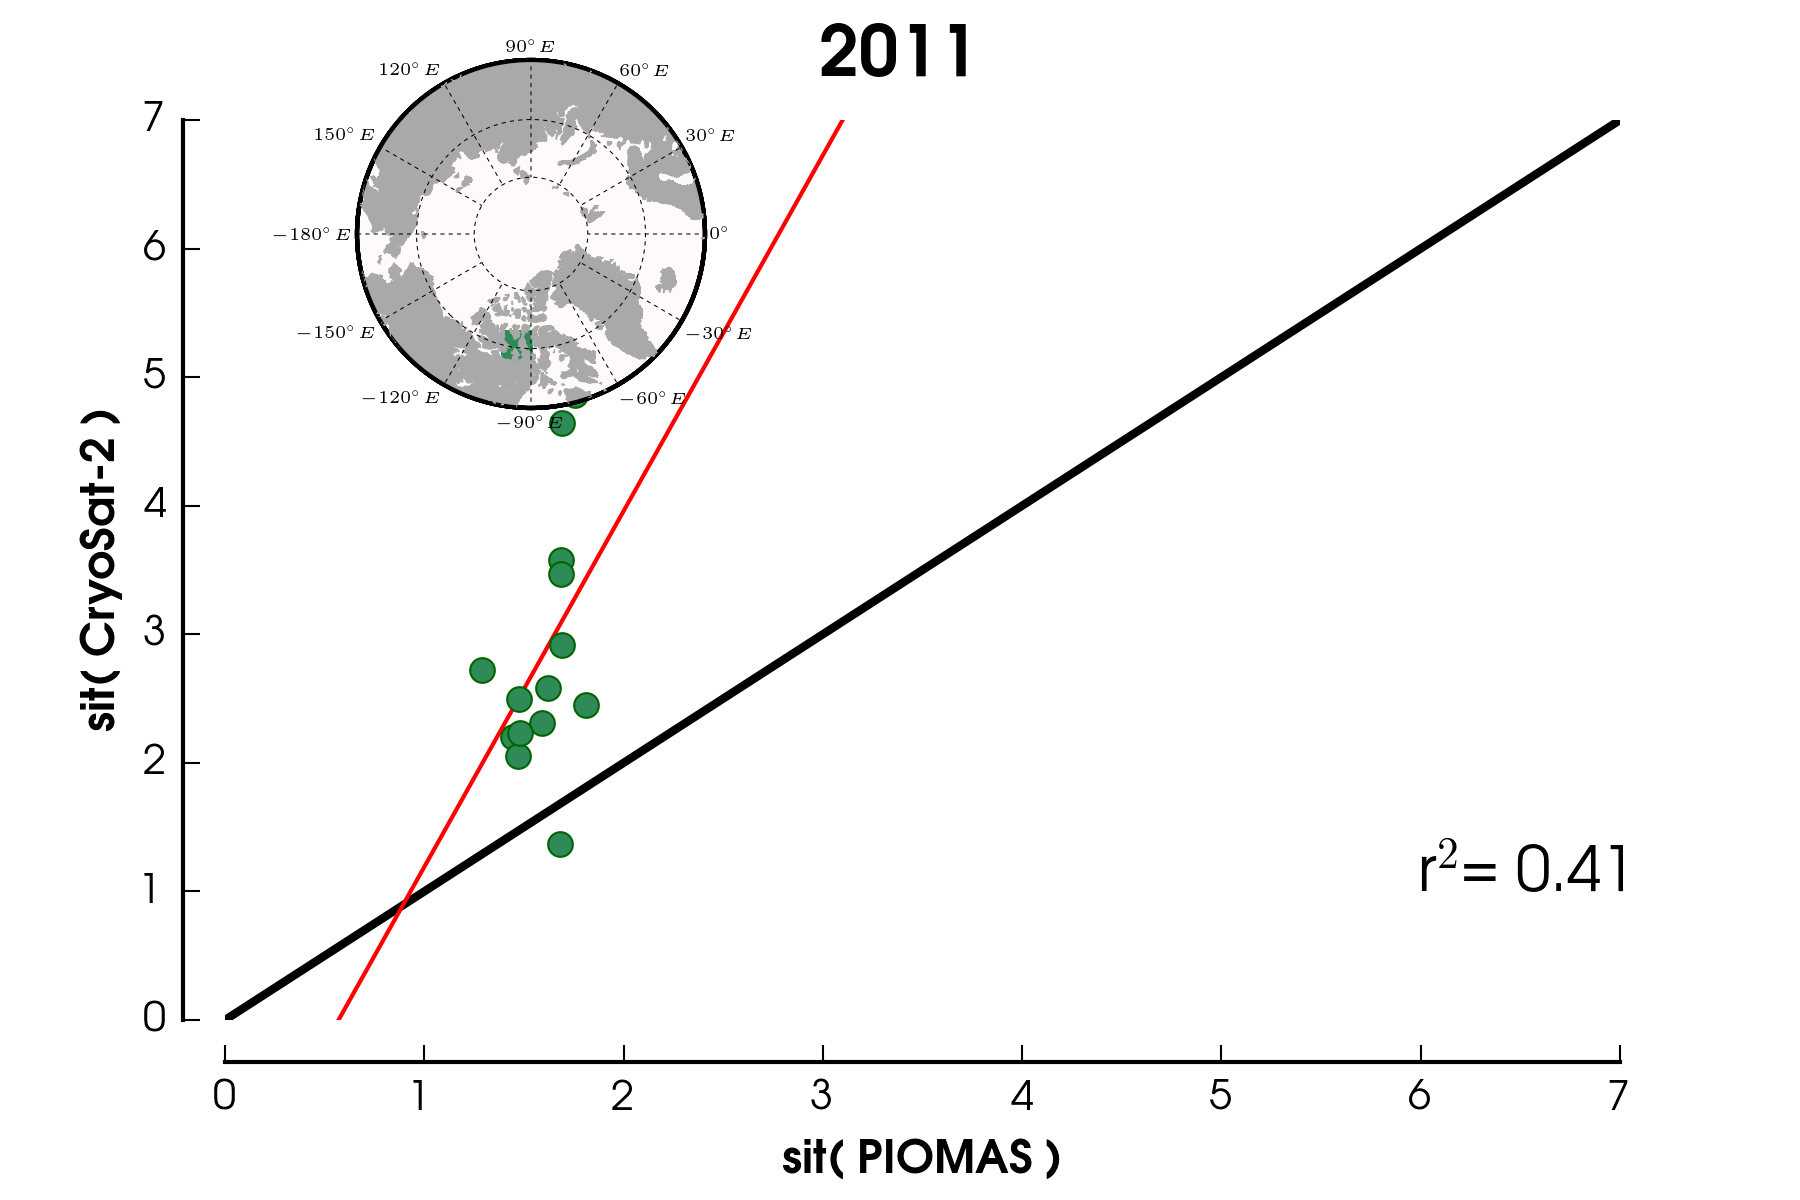 2011
90° E
120° E
60° E
150° E
30° E
−180° E
0°
−150° E
−30° E
−120° E
−60° E
−90° E
7
6
5
4
3
2
1
0
sit( CryoSat-2 )
r²= 0.41
0 1 2 3 4 5 6 7
sit( PIOMAS )